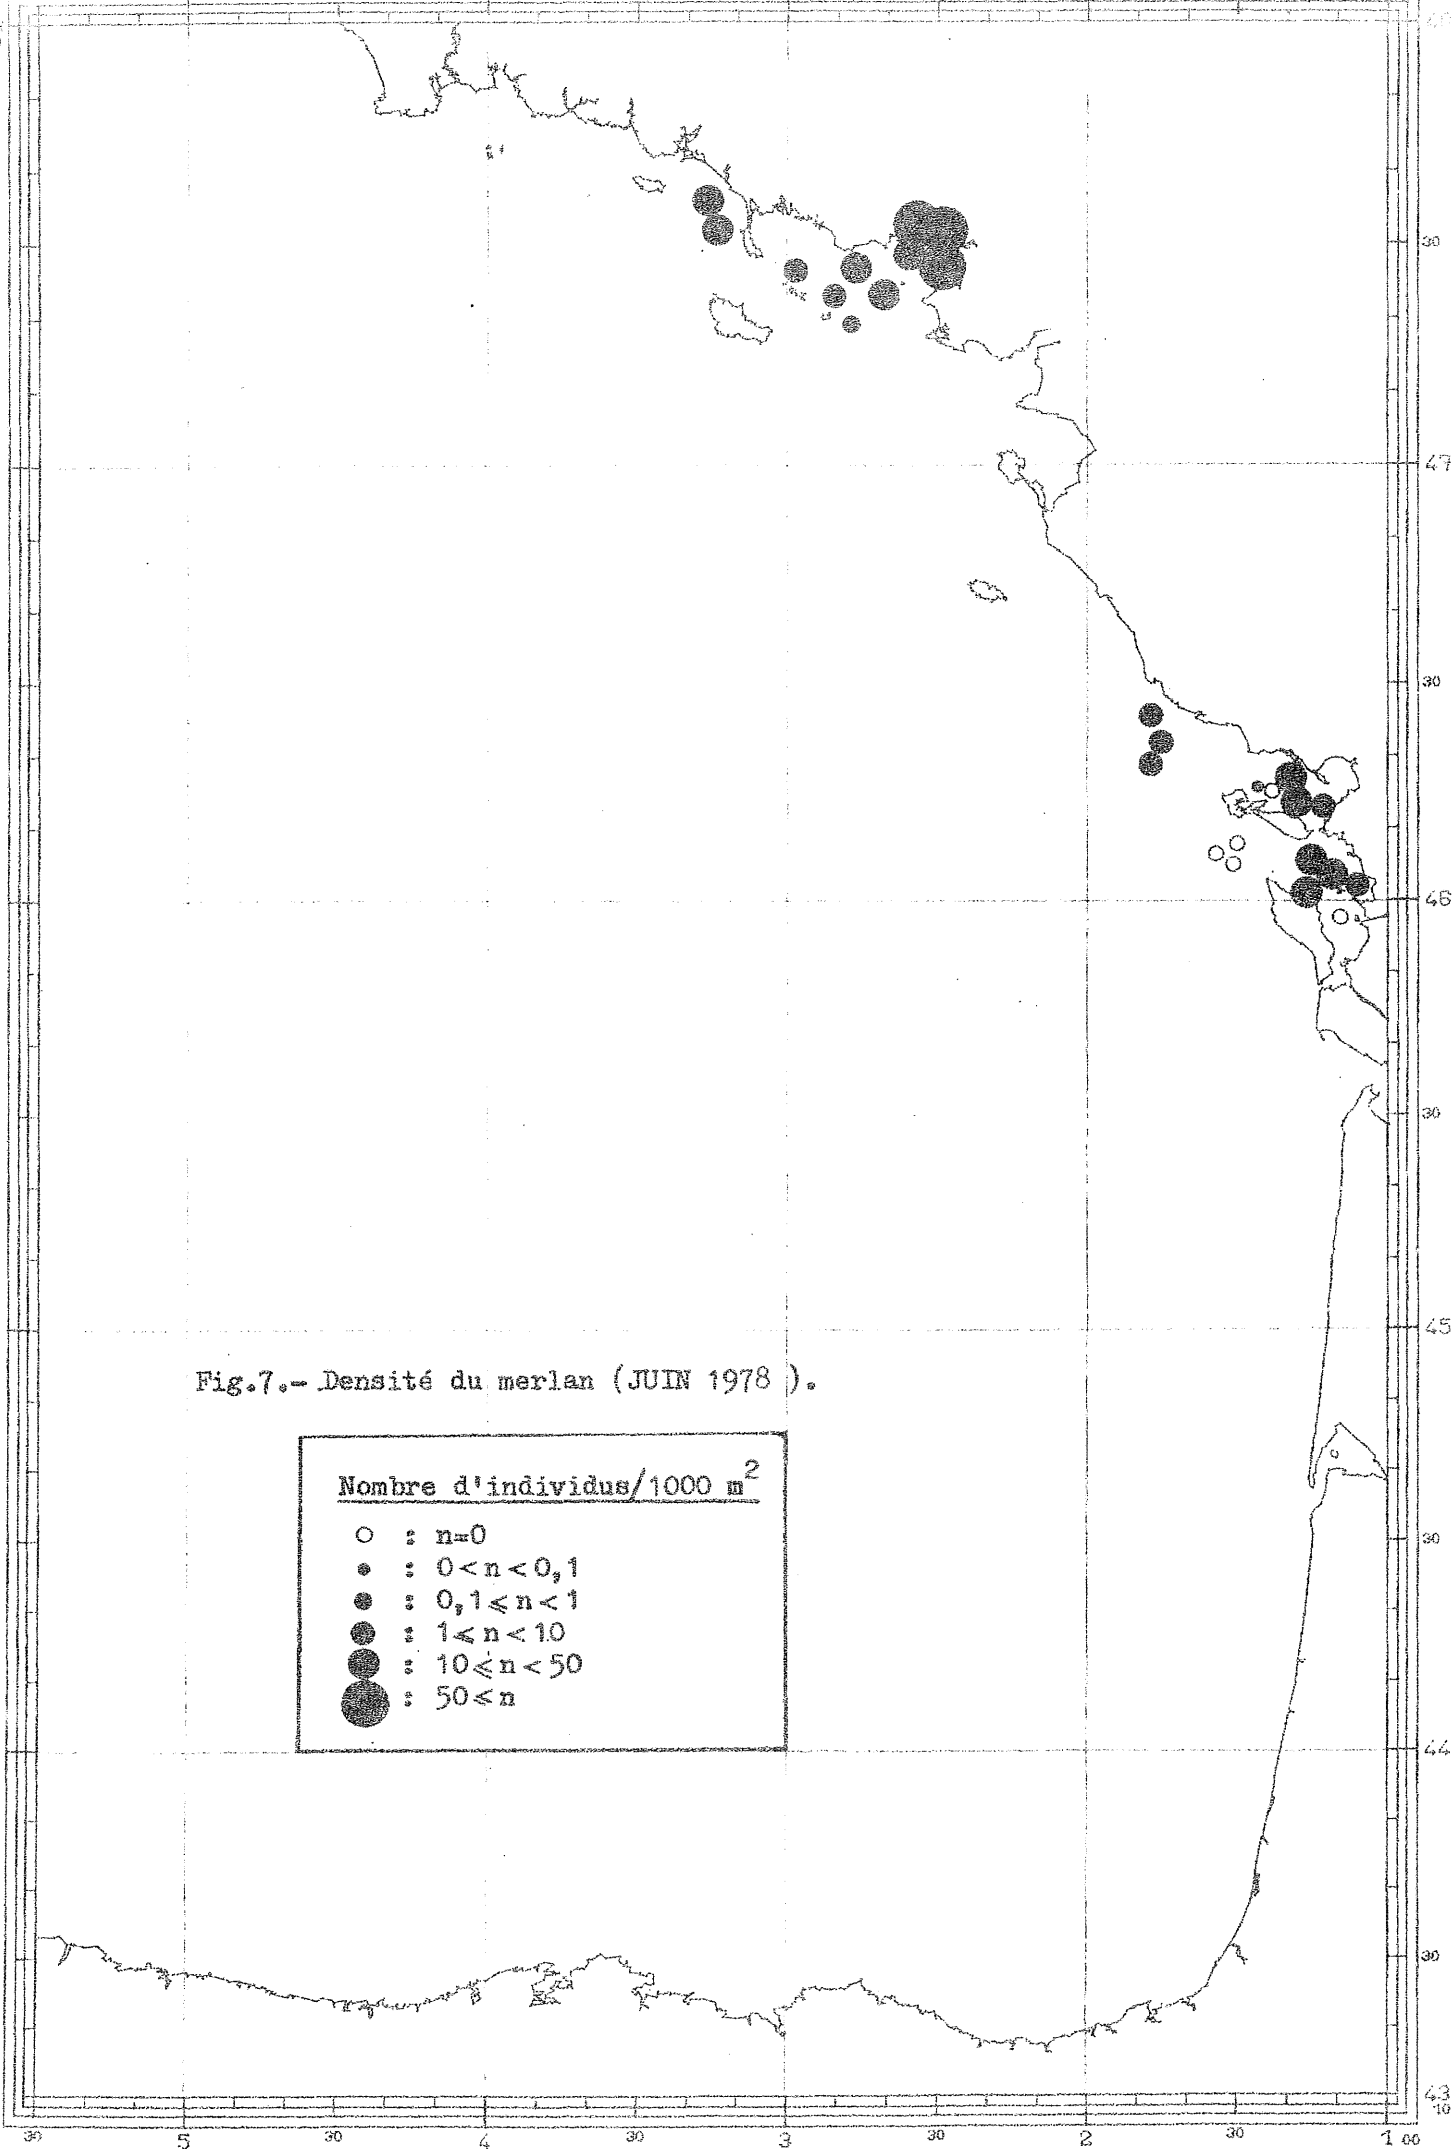 48
30
47
30
46
30
45
Fig.7.- Densité du merlan (JUIN 1978 ).
Nombre d'individus/1000 m²
: n=0
: 0<n<0,1
: 0,1⩽n<1
: 1⩽n<10
: 10⩽n<50
: 50⩽n
30
44
30
43
10
30 5 30 4 30 3 30 2 30 1 00